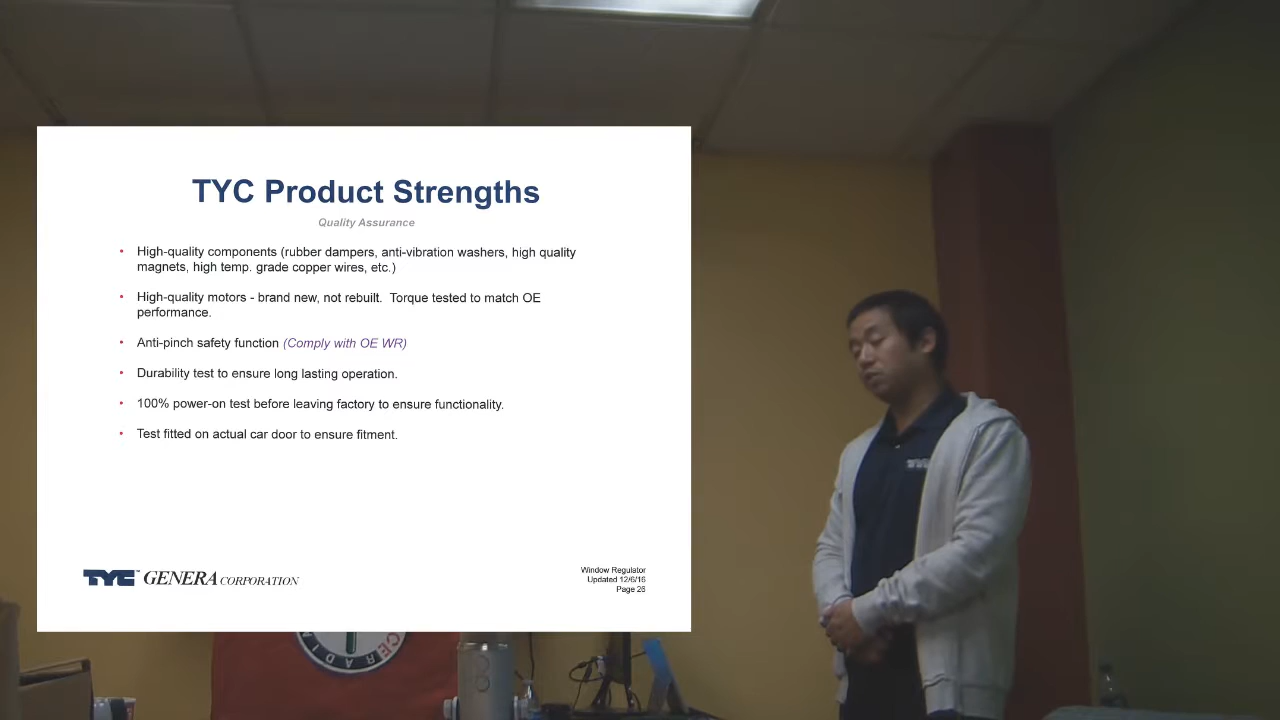 TYC Product Strengths
Quality Assurance
• High-quality components (rubber dampers, anti-vibration washers, high quality
magnets, high temp. grade copper wires, etc.)
• High-quality motors - brand new, not rebuilt. Torque tested to match OE
performance.
• Anti-pinch safety function (Comply with OE WR)
• Durability test to ensure long lasting operation.
• 100% power-on test before leaving factory to ensure functionality.
• Test fitted on actual car door to ensure fitment.
TYC™ GENERA CORPORATION
Window Regulator
Updated 12/6/16
Page 26